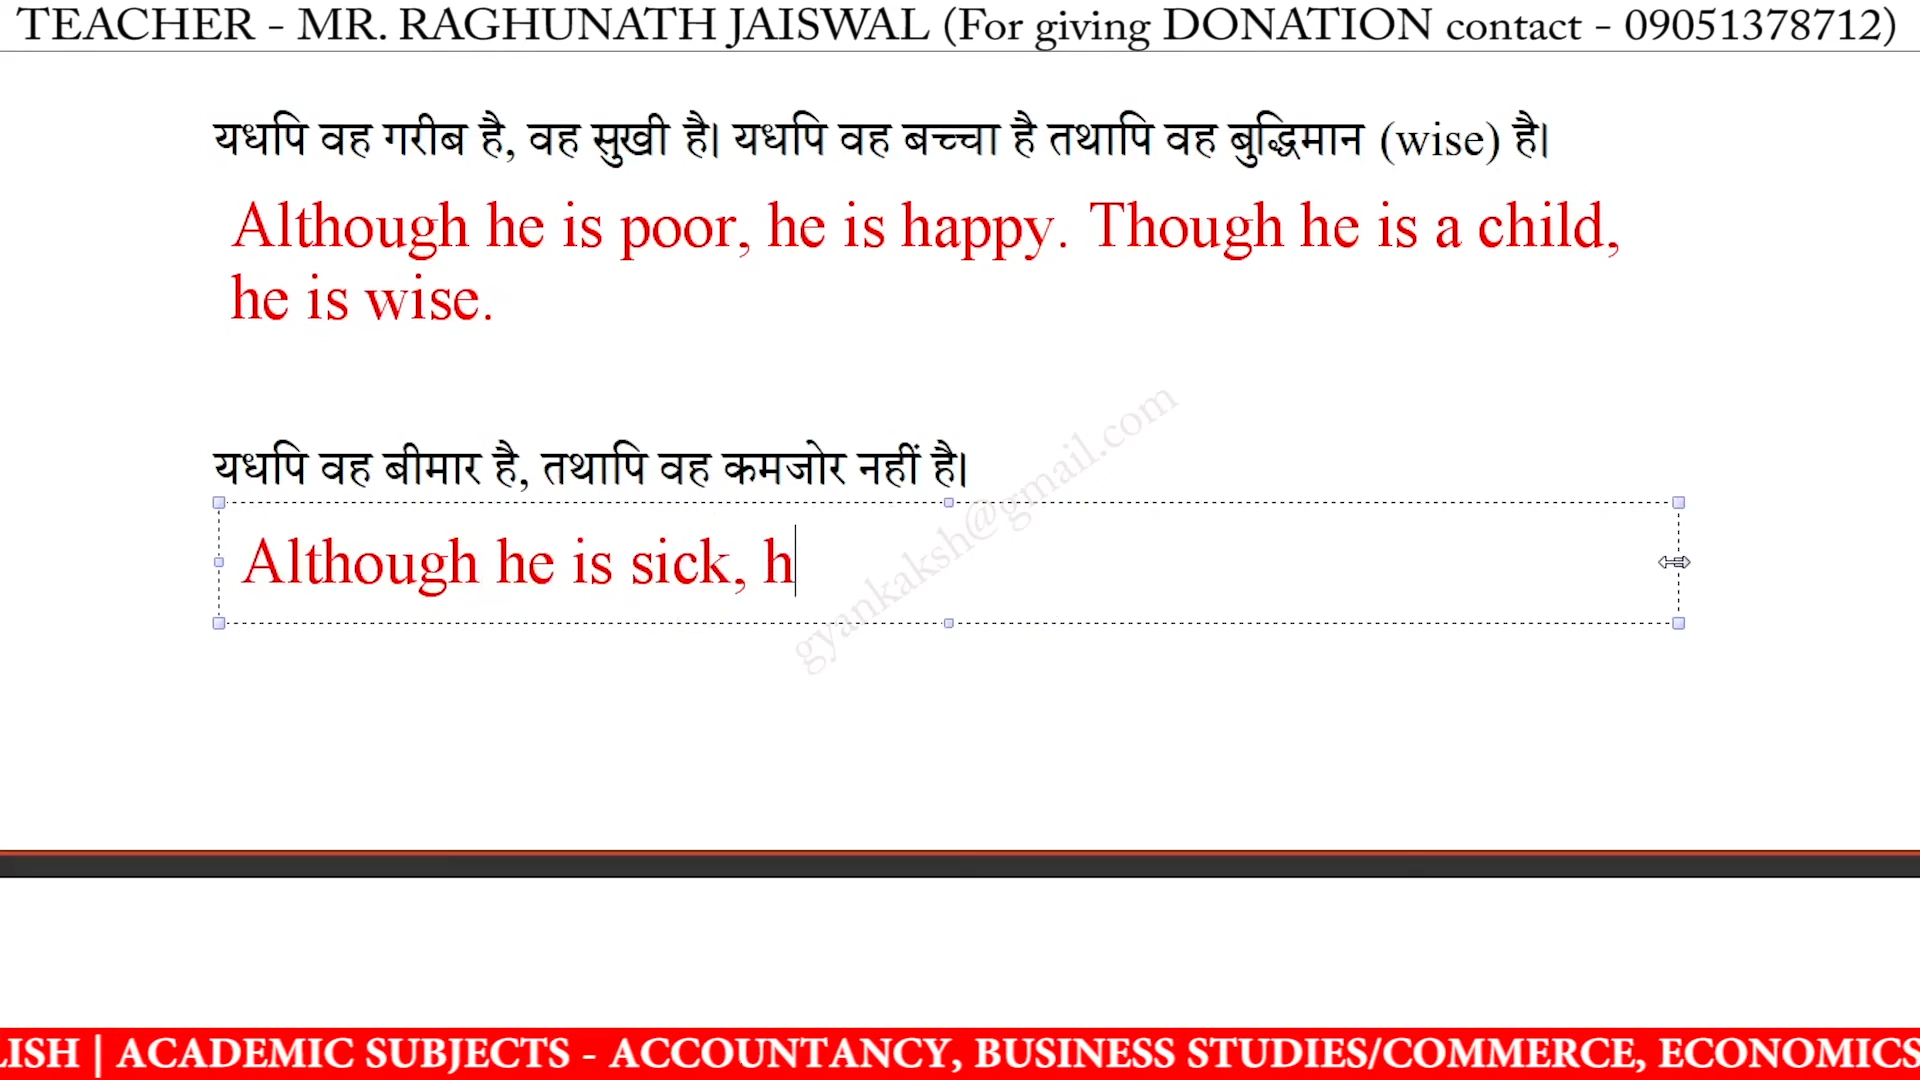 TEACHER - MR. RAGHUNATH JAISWAL (For giving DONATION contact - 09051378712)
यधपि वह गरीब है, वह सुखी है। यधपि वह बच्चा है तथापि वह बुद्धिमान (wise) है।
Although he is poor, he is happy. Though he is a child,
he is wise.
यधपि वह बीमार है, तथापि वह कमजोर नहीं है।
Although he is sick, h
gyankaksh@gmail.com
LISH | ACADEMIC SUBJECTS - ACCOUNTANCY, BUSINESS STUDIES/COMMERCE, ECONOMICS